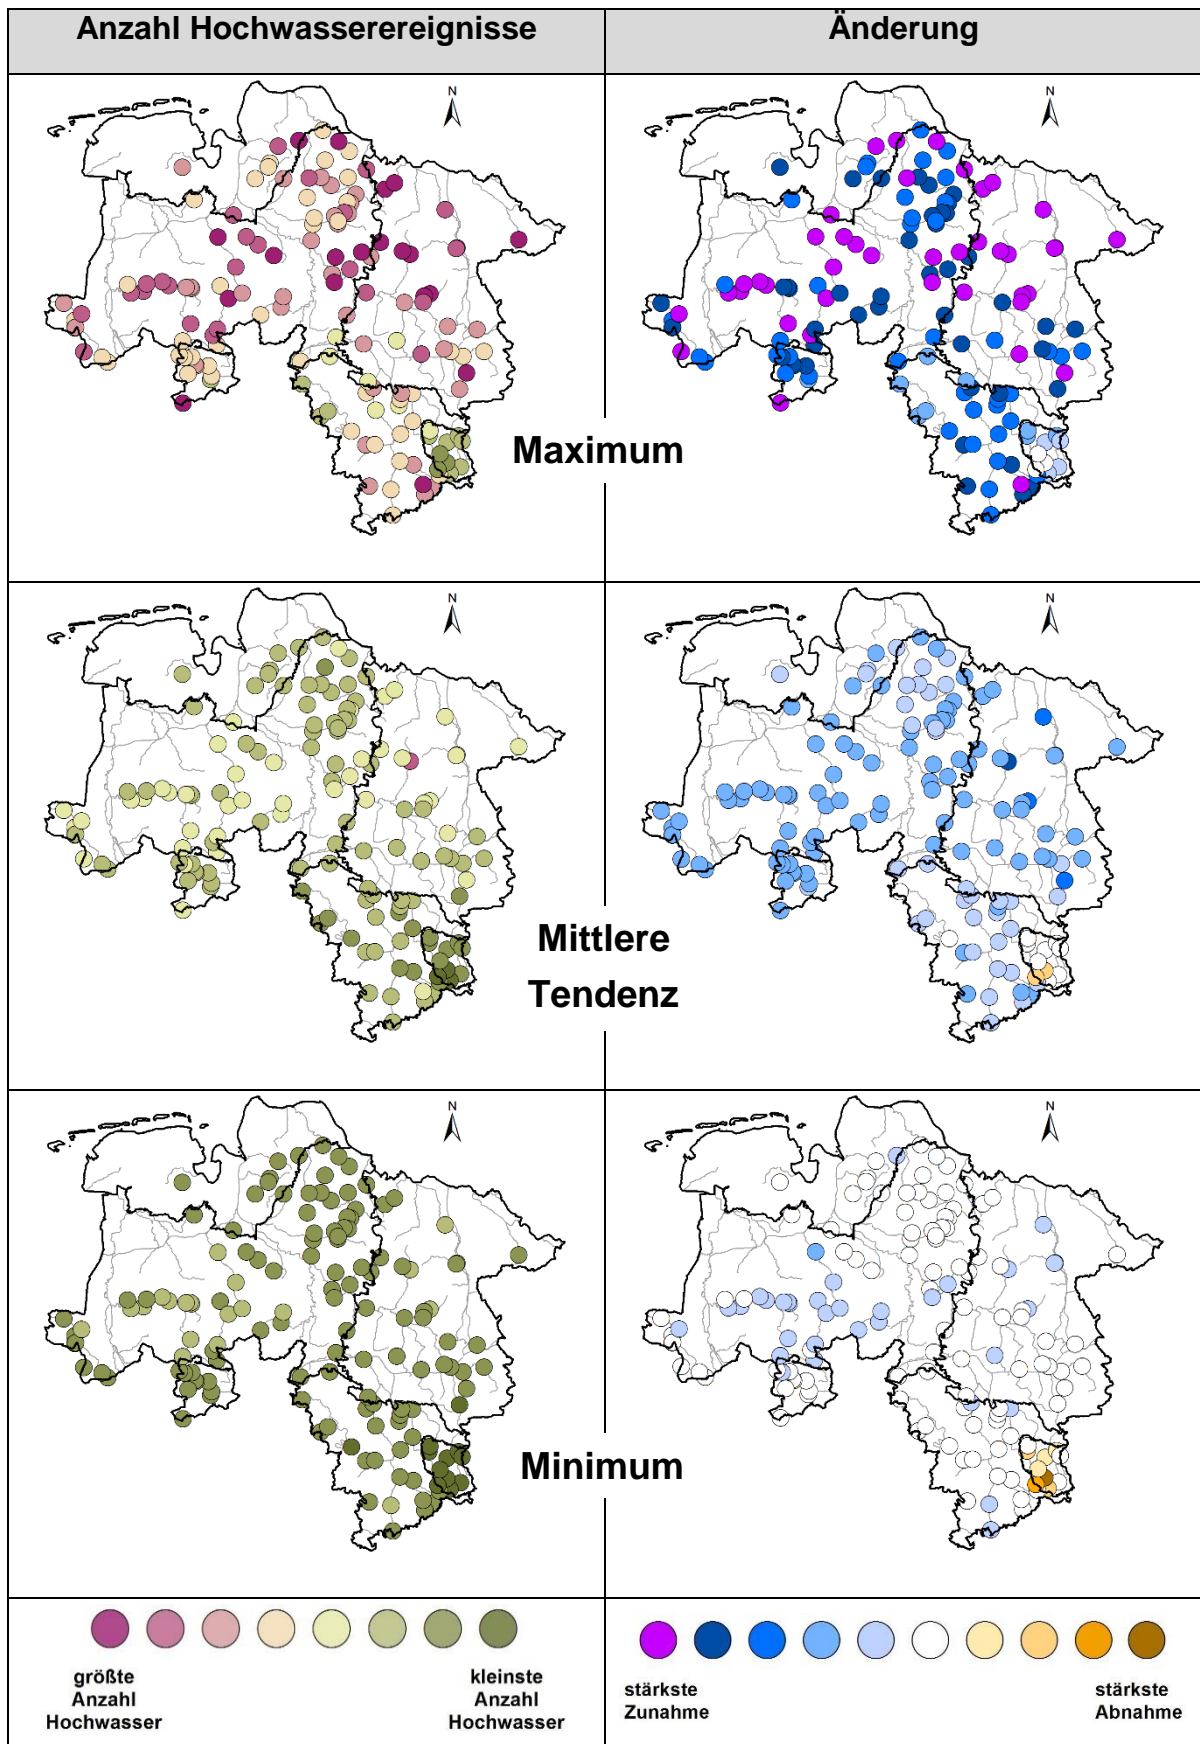 Anzahl Hochwasserereignisse
Änderung
N
N
Maximum
N
N
Mittlere
Tendenz
N
N
Minimum
größte
Anzahl
Hochwasser
kleinste
Anzahl
Hochwasser
stärkste
Zunahme
stärkste
Abnahme